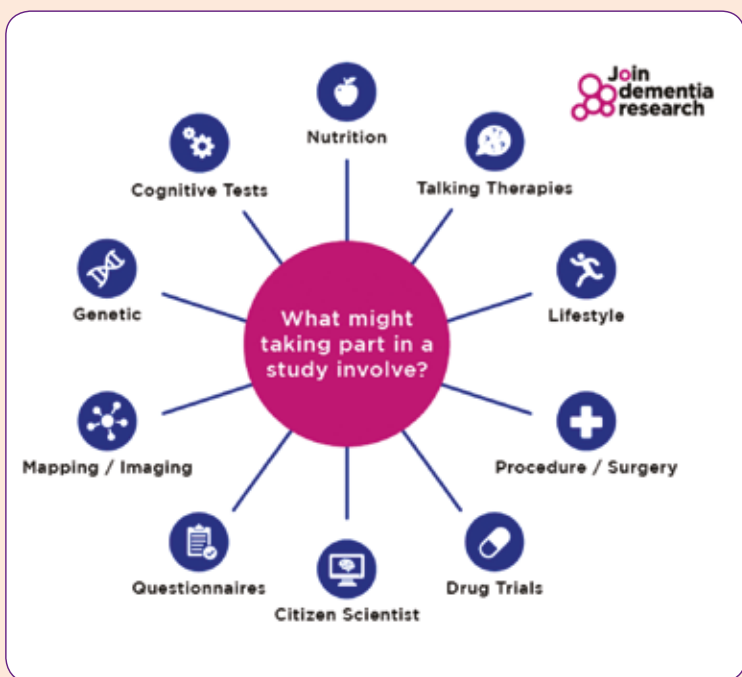 Join
dementia
research
Nutrition
Cognitive Tests
Talking Therapies
Genetic
Lifestyle
What might
taking part in a
study involve?
Mapping / Imaging
Procedure / Surgery
Questionnaires
Drug Trials
Citizen Scientist